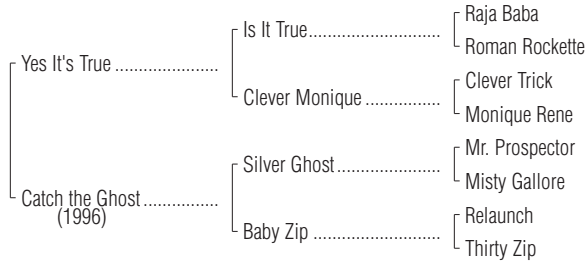 Raja Baba
Is It True
Roman Rockette
Yes It's True
Clever Trick
Clever Monique
Monique Rene
Mr. Prospector
Silver Ghost
Misty Gallore
Catch the Ghost
(1996)
Relaunch
Baby Zip
Thirty Zip